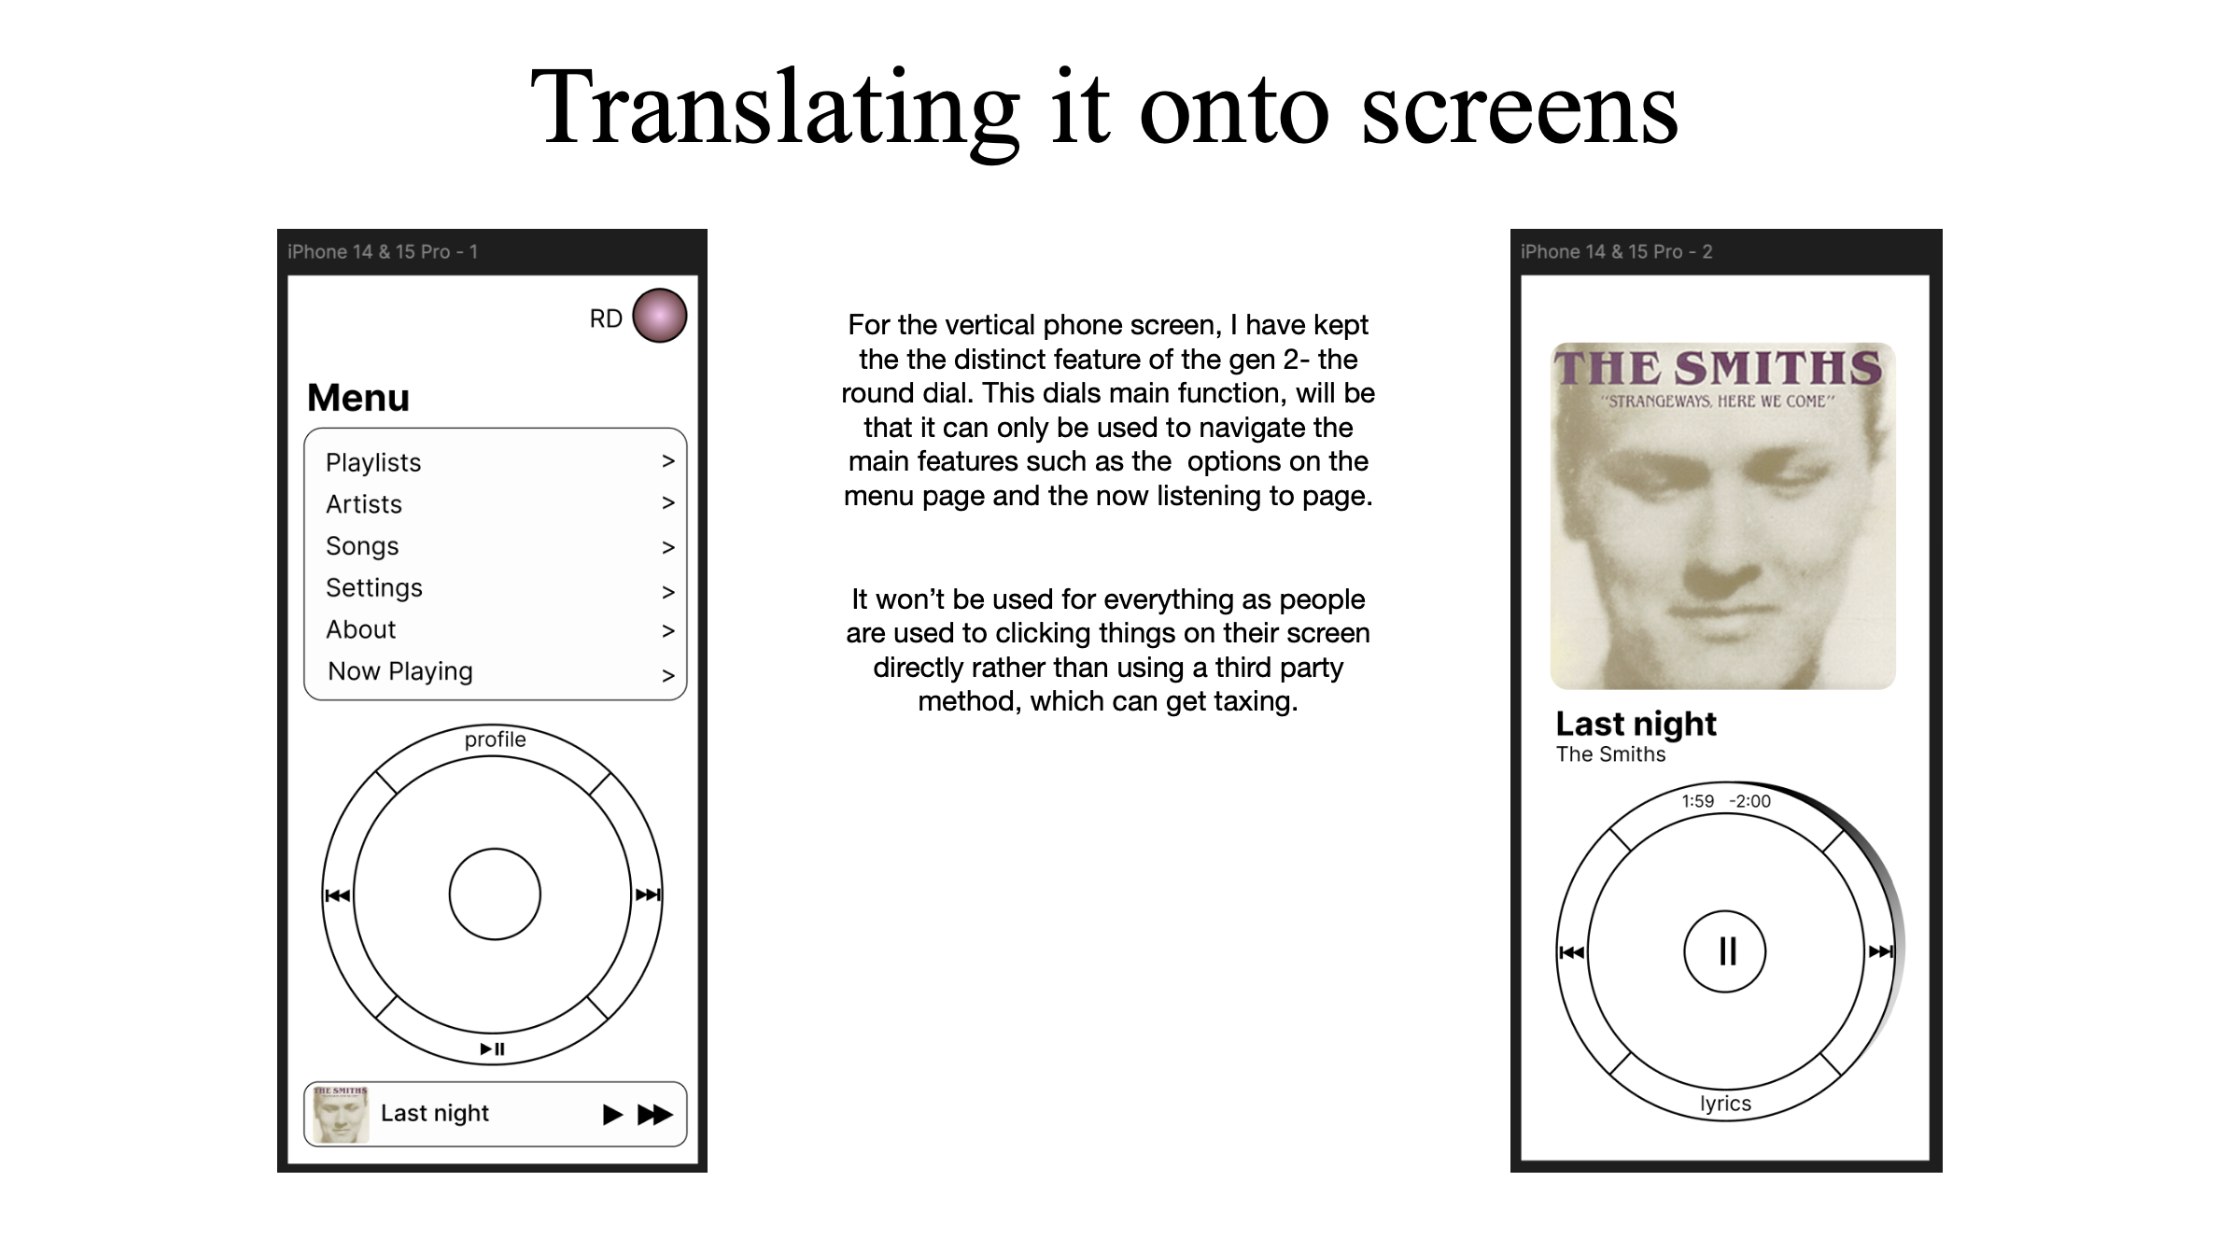 Translating it onto screens
iPhone 14 & 15 Pro - 1
RD
Menu
Playlists >
Artists >
Songs >
Settings >
About >
Now Playing >
profile
Last night
For the vertical phone screen, I have kept
the the distinct feature of the gen 2- the
round dial. This dials main function, will be
that it can only be used to navigate the
main features such as the  options on the
menu page and the now listening to page.
It won’t be used for everything as people
are used to clicking things on their screen
directly rather than using a third party
method, which can get taxing.
iPhone 14 & 15 Pro - 2
THE SMITHS
"STRANGEWAYS, HERE WE COME"
Last night
The Smiths
1:59 -2:00
lyrics